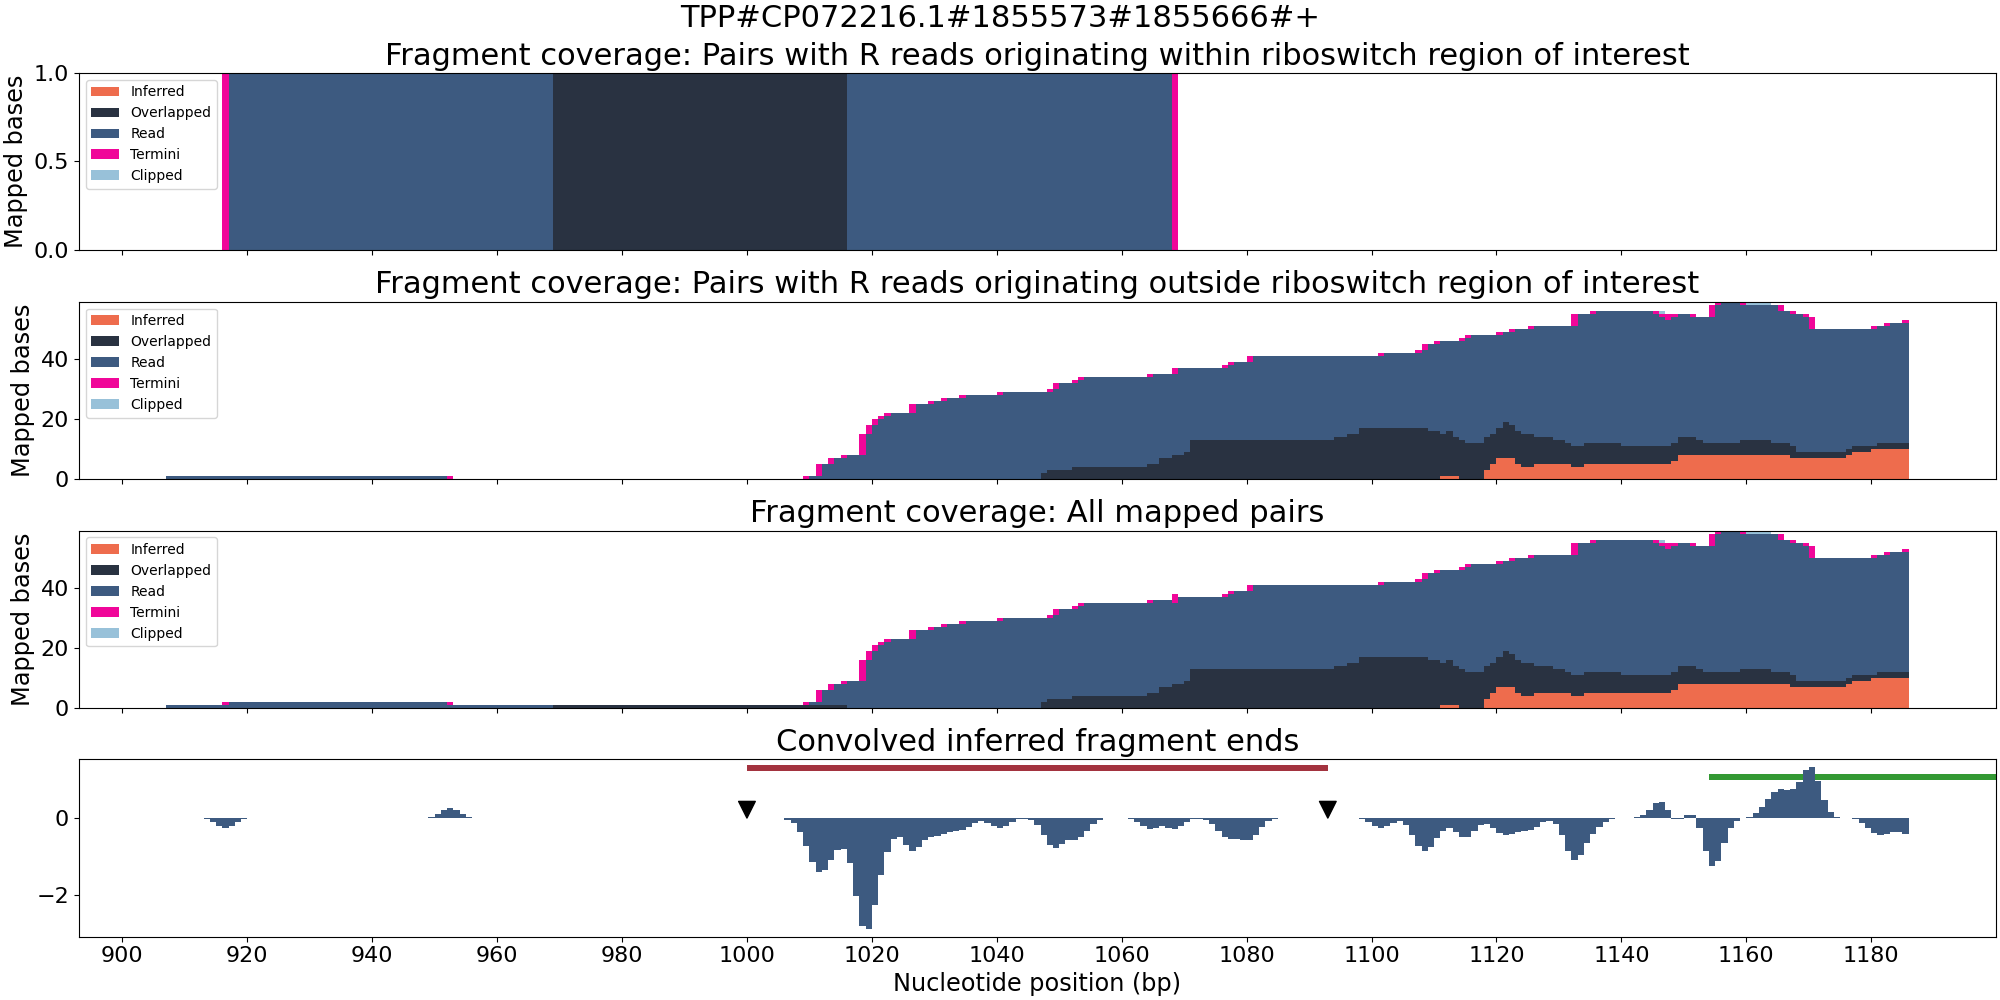 TPP#CP072216.1#1855573#1855666#+
Fragment coverage: Pairs with R reads originating within riboswitch region of interest
Mapped bases
1.0
0.5
0.0
Inferred
Overlapped
Read
Termini
Clipped
Fragment coverage: Pairs with R reads originating outside riboswitch region of interest
Mapped bases
40
20
0
Inferred
Overlapped
Read
Termini
Clipped
Fragment coverage: All mapped pairs
Mapped bases
40
20
0
Inferred
Overlapped
Read
Termini
Clipped
Convolved inferred fragment ends
0
−2
900 920 940 960 980 1000 1020 1040 1060 1080 1100 1120 1140 1160 1180
Nucleotide position (bp)